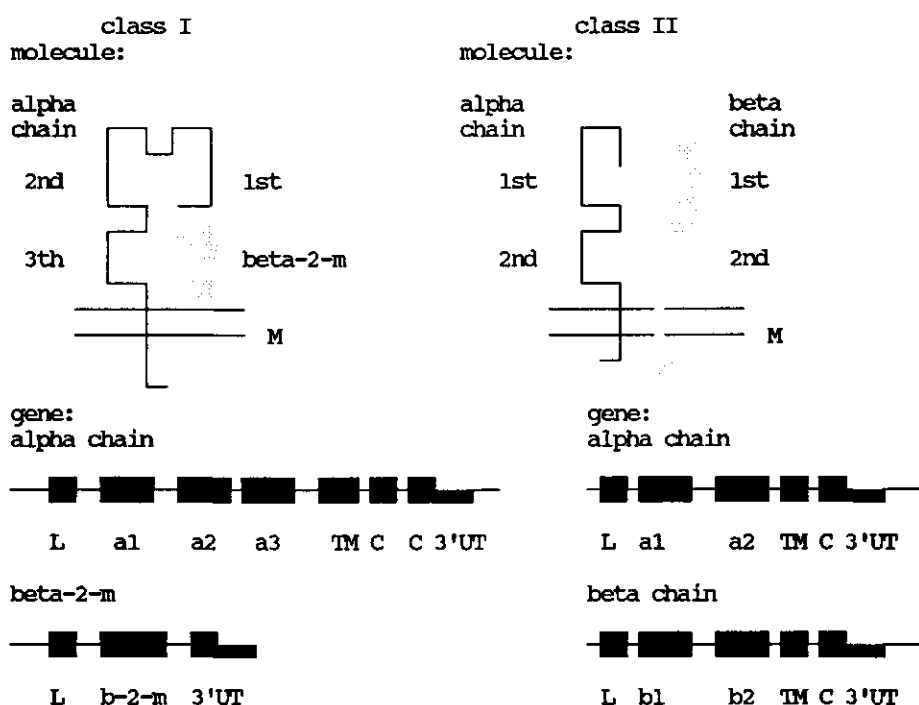 class I class II
molecule: molecule:
alpha chain alpha chain beta chain
2nd 1st 1st 1st
3th beta-2-m 2nd 2nd
M M
gene: gene:
alpha chain alpha chain
L a1 a2 a3 TM C C 3'UT L a1 a2 TM C 3'UT
beta-2-m beta chain
L b-2-m 3'UT L b1 b2 TM C 3'UT